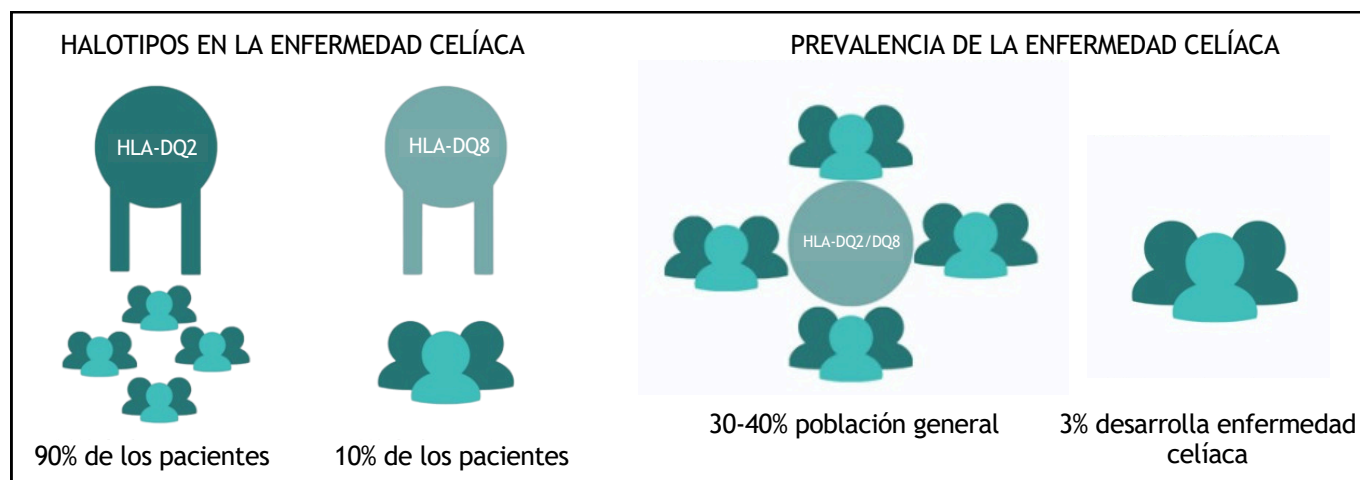 HALOTIPOS EN LA ENFERMEDAD CELÍACA
HLA-DQ2
HLA-DQ8
90% de los pacientes
10% de los pacientes
PREVALENCIA DE LA ENFERMEDAD CELÍACA
HLA-DQ2/DQ8
30-40% población general
3% desarrolla enfermedad
celíaca